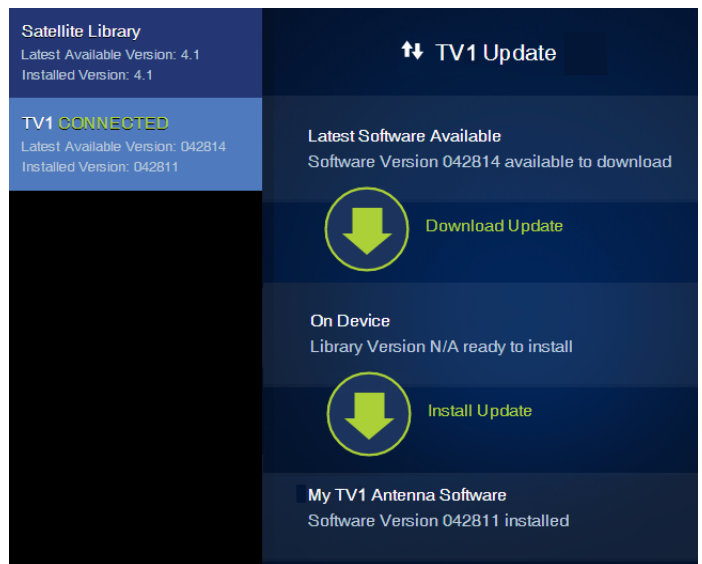 Satellite Library
Latest Available Version: 4.1
Installed Version: 4.1
TV1 CONNECTED
Latest Available Version: 042814
Installed Version: 042811
TV1 Update
Latest Software Available
Software Version 042814 available to download
Download Update
On Device
Library Version N/A ready to install
Install Update
My TV1 Antenna Software
Software Version 042811 installed